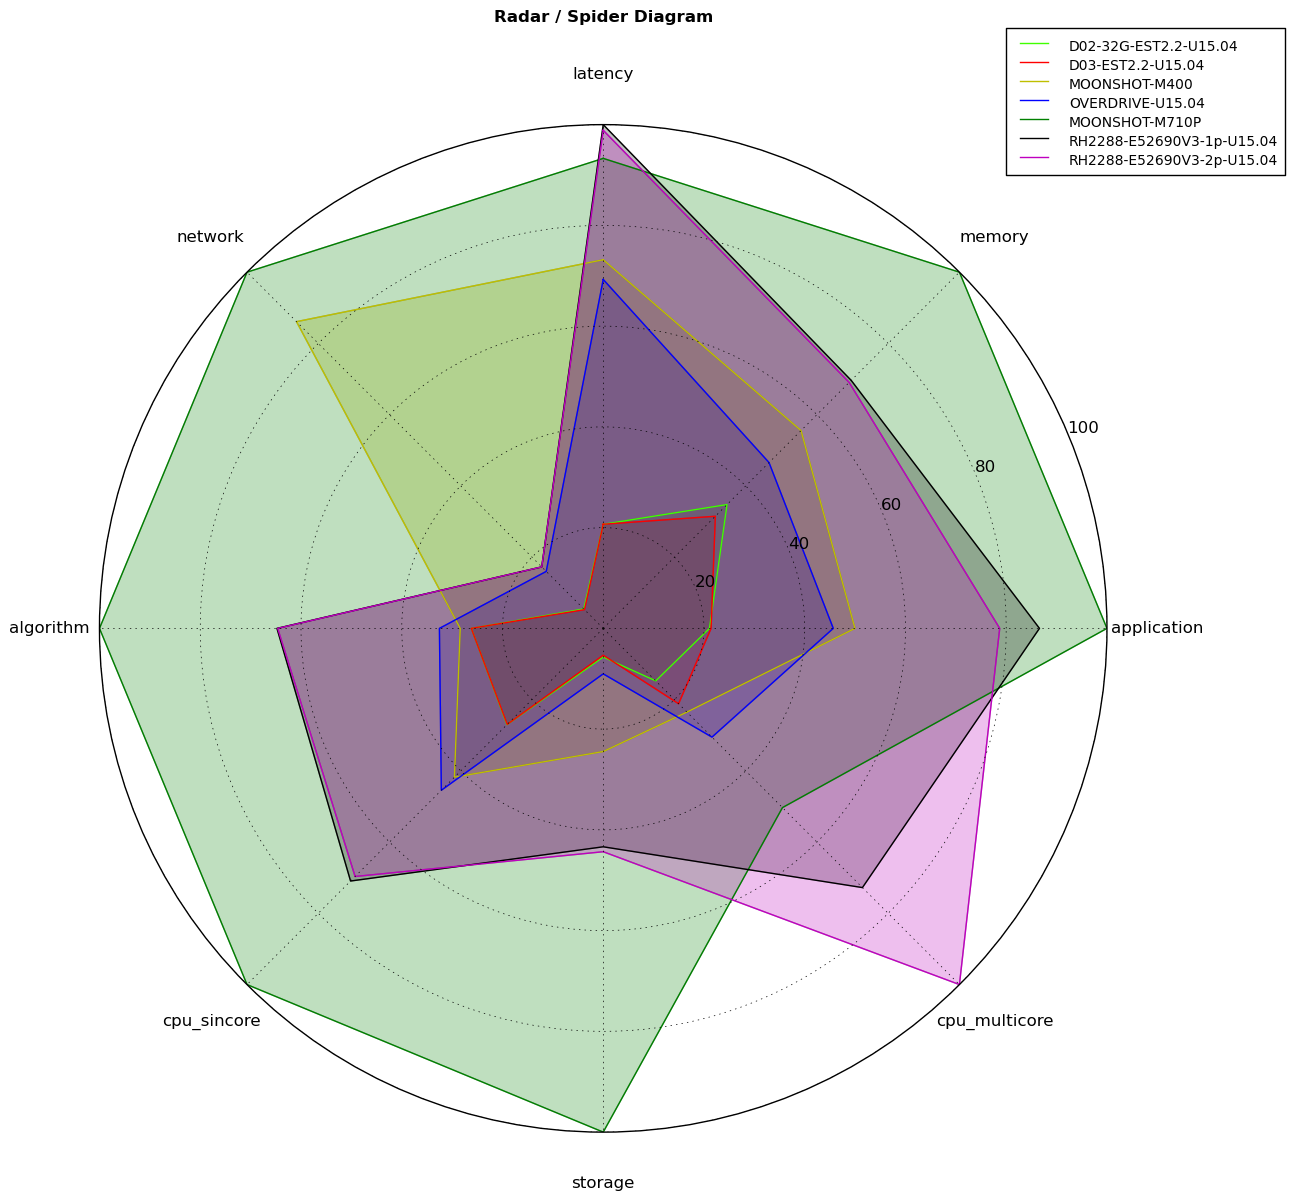 Radar / Spider Diagram
D02-32G-EST2.2-U15.04
D03-EST2.2-U15.04
MOONSHOT-M400
OVERDRIVE-U15.04
MOONSHOT-M710P
RH2288-E52690V3-1p-U15.04
RH2288-E52690V3-2p-U15.04
latency
network
memory
100
80
60
40
20
algorithm
application
cpu_sincore
cpu_multicore
storage